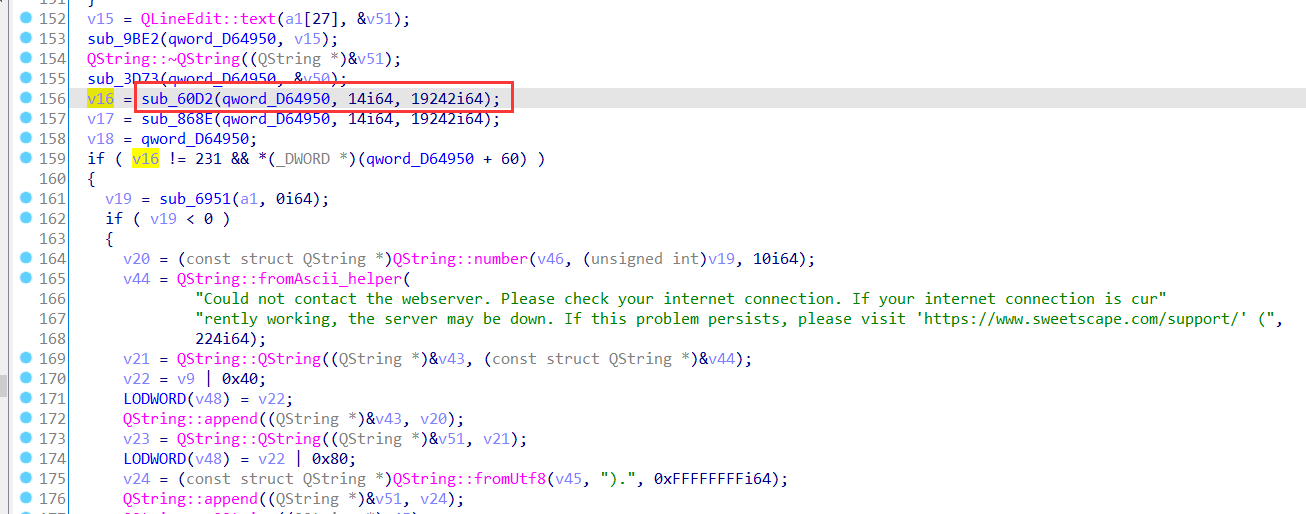 152 v15 = QLineEdit::text(a1[27], &v51);
153 sub_9BE2(qword_D64950, v15);
154 QString::~QString((QString *)&v51);
155 sub_3D73(qword_D64950, &v50);
156 v16 = sub_60D2(qword_D64950, 14i64, 19242i64);
157 v17 = sub_868E(qword_D64950, 14i64, 19242i64);
158 v18 = qword_D64950;
159 if ( v16 != 231 && *(_DWORD *)(qword_D64950 + 60) )
160 {
161 v19 = sub_6951(a1, 0i64);
162 if ( v19 < 0 )
163 {
164 v20 = (const struct QString *)QString::number(v46, (unsigned int)v19, 10i64);
165 v44 = QString::fromAscii_helper(
166 "Could not contact the webserver. Please check your internet connection. If your internet connection is cur"
167 "rently working, the server may be down. If this problem persists, please visit 'https://www.sweetscape.com/support/' (",
168 224i64);
169 v21 = QString::QString((QString *)&v43, (const struct QString *)&v44);
170 v22 = v9 | 0x40;
171 LODWORD(v48) = v22;
172 QString::append((QString *)&v43, v20);
173 v23 = QString::QString((QString *)&v51, v21);
174 LODWORD(v48) = v22 | 0x80;
175 v24 = (const struct QString *)QString::fromUtf8(v45, ").", 0xFFFFFFFFi64);
176 QString::append((QString *)&v51, v24);